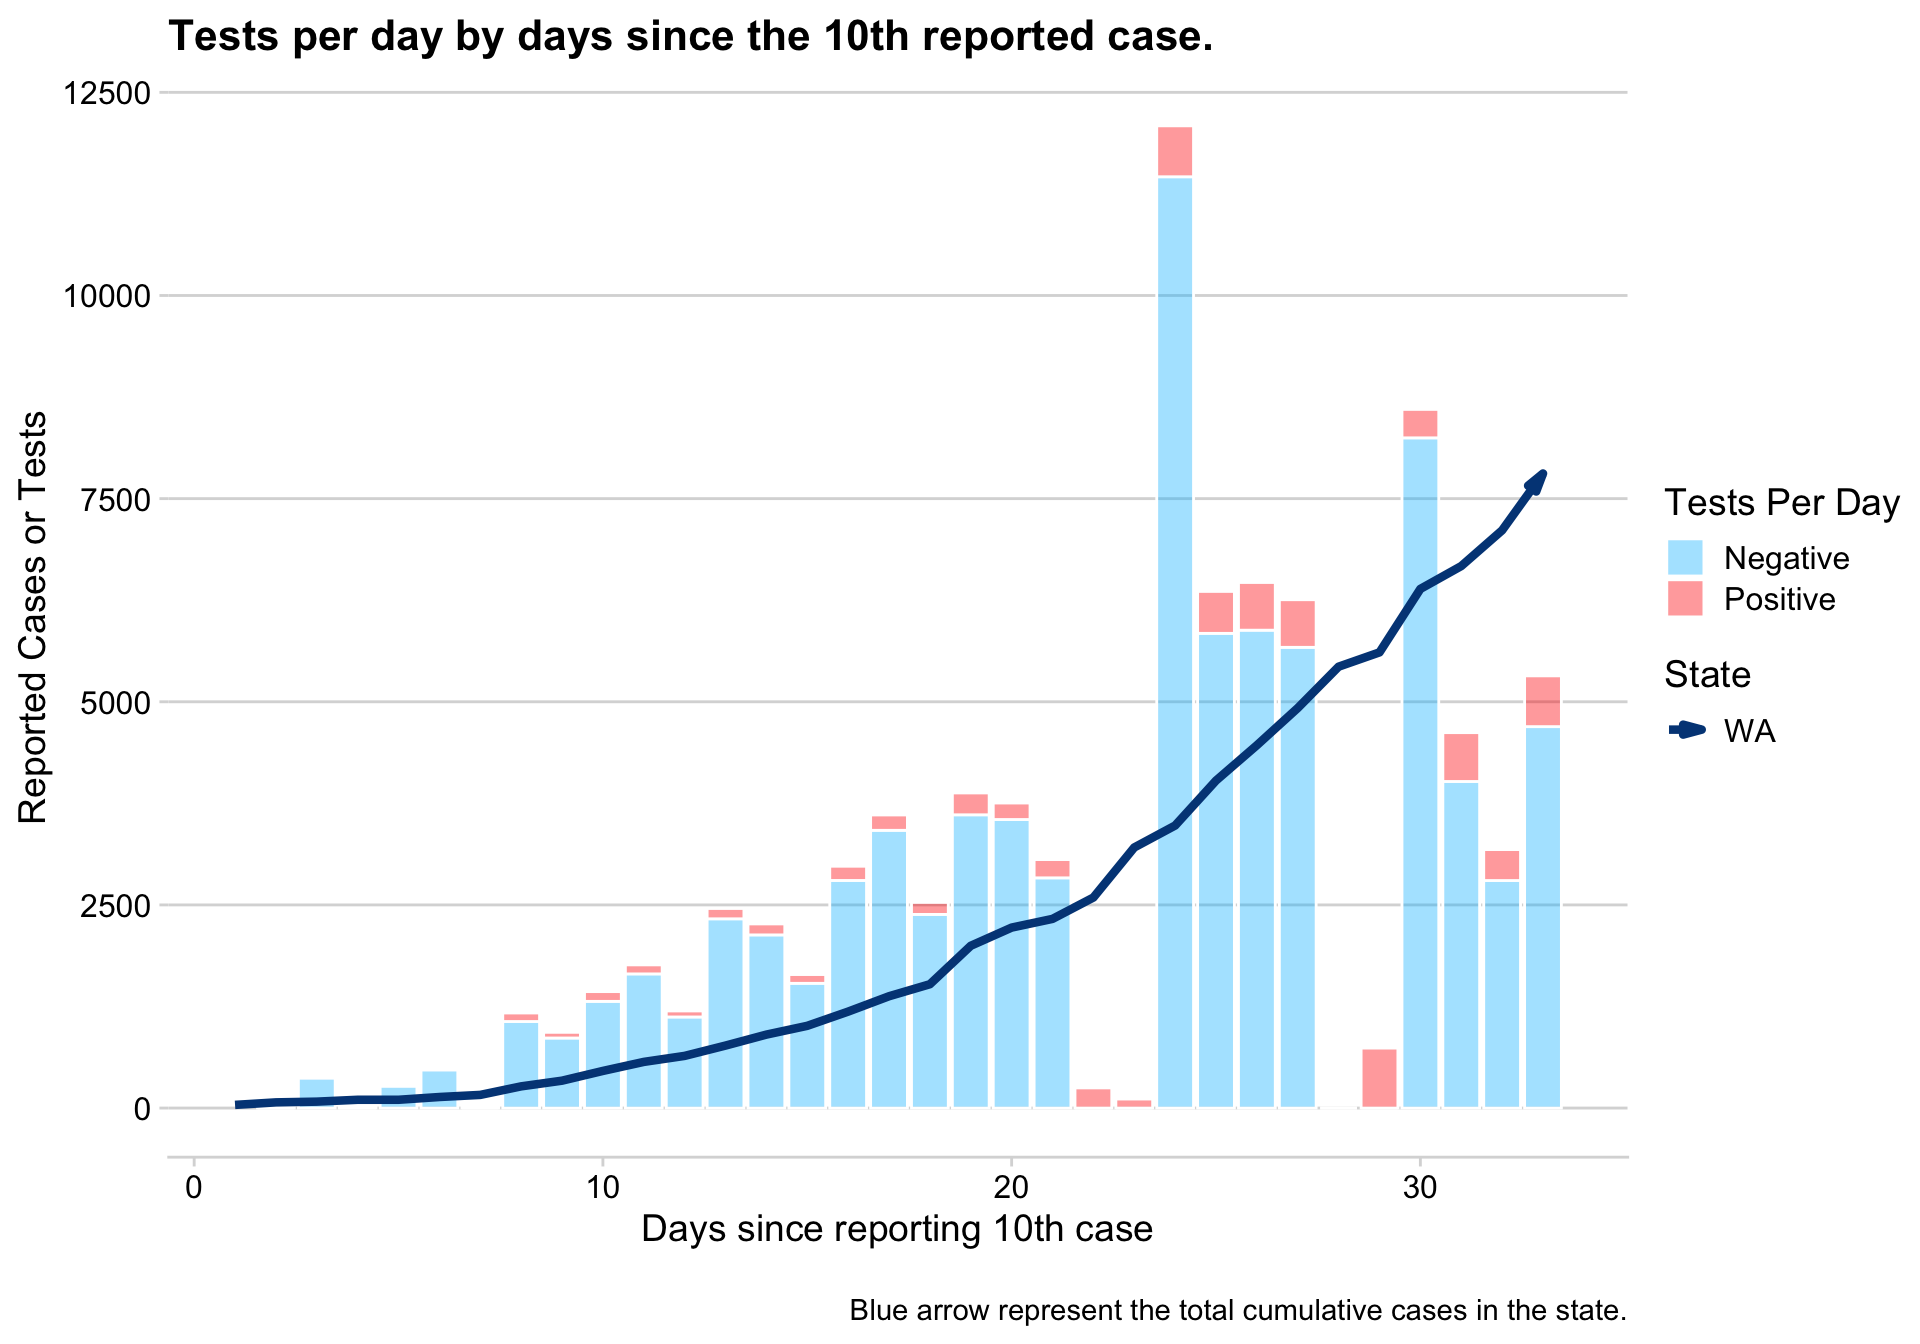 Tests per day by days since the 10th reported case.
12500
10000
7500
5000
2500
0
Reported Cases or Tests
0 10 20 30
Days since reporting 10th case
Tests Per Day
Negative
Positive
State
WA
Blue arrow represent the total cumulative cases in the state.